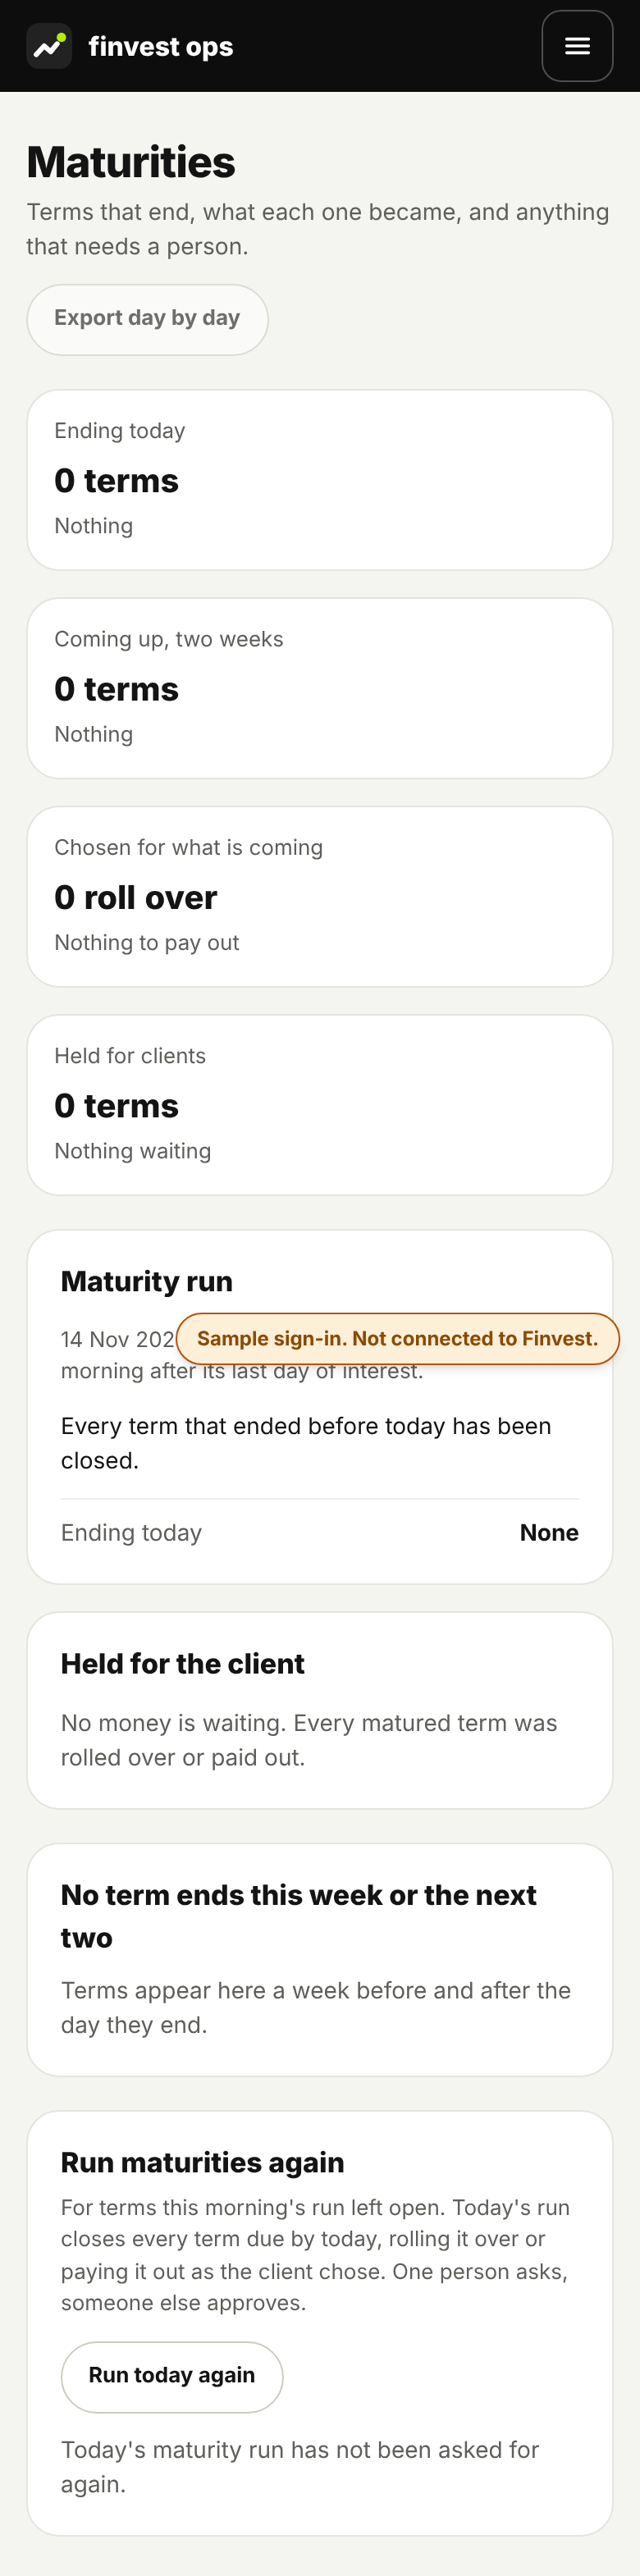 finvest ops
Maturities
Terms that end, what each one became, and anything
that needs a person.
Export day by day
Ending today
0 terms
Nothing
Coming up, two weeks
0 terms
Nothing
Chosen for what is coming
0 roll over
Nothing to pay out
Held for clients
0 terms
Nothing waiting
Maturity run
14 Nov 202
Sample sign-in. Not connected to Finvest.
morning after its last day of interest.
Every term that ended before today has been
closed.
Ending today
None
Held for the client
No money is waiting. Every matured term was
rolled over or paid out.
No term ends this week or the next
two
Terms appear here a week before and after the
day they end.
Run maturities again
For terms this morning's run left open. Today's run
closes every term due by today, rolling it over or
paying it out as the client chose. One person asks,
someone else approves.
Run today again
Today's maturity run has not been asked for
again.